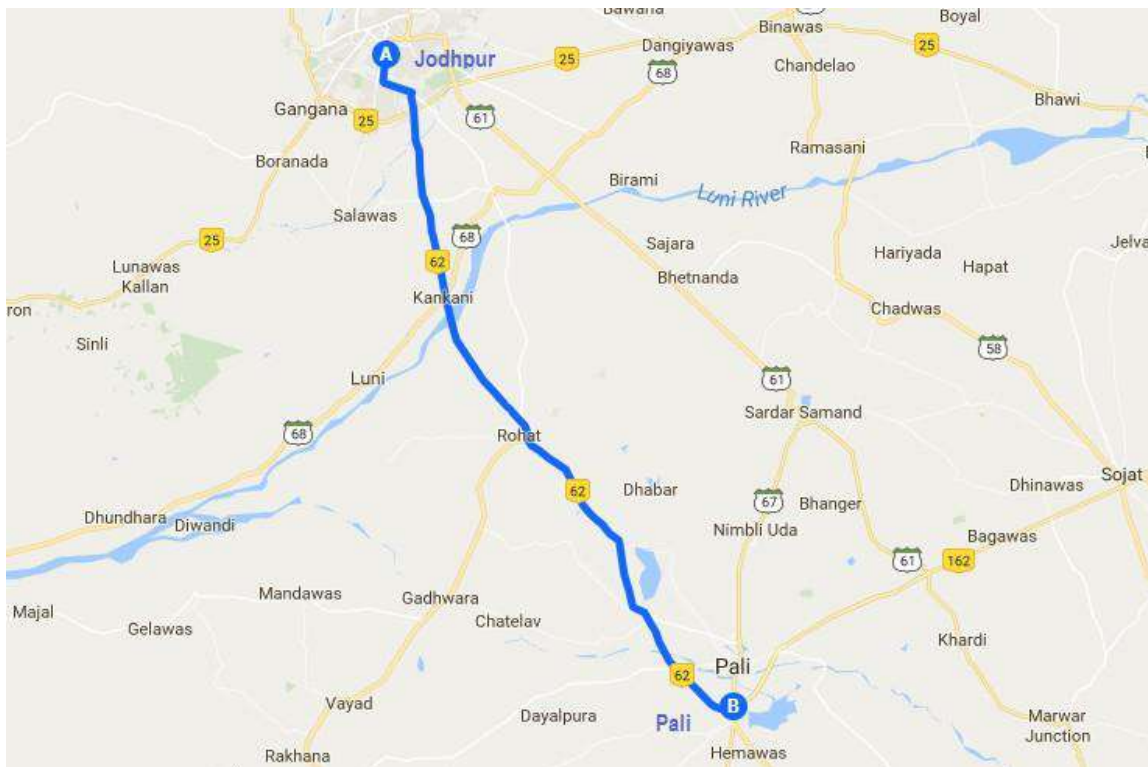 Bawana
Boyal
Binawas
A
Jodhpur
Dangiyawas
25
25
68
Chandelao
Gangana
Bhawi
25
61
Ramasani
Boranada
Birami
Luni River
Salawas
25
68
Sajara
Hariyada
Jelva
62
Lunawas
Kallan
Bhetnanda
Hapat
Kankani
ron
Chadwas
Sinli
58
Luni
61
Sardar Samand
68
Rohat
Sojat
62
Dhabar
67
Bhanger
Dhinawas
Dhundhara
Diwandi
Nimbli Uda
Bagawas
61
162
Mandawas
Gadhwara
Majal
Gelawas
Chatelav
Khardi
62
Pali
Vayad
B
Dayalpura
Pali
Marwar
Junction
Rakhana
Hemawas